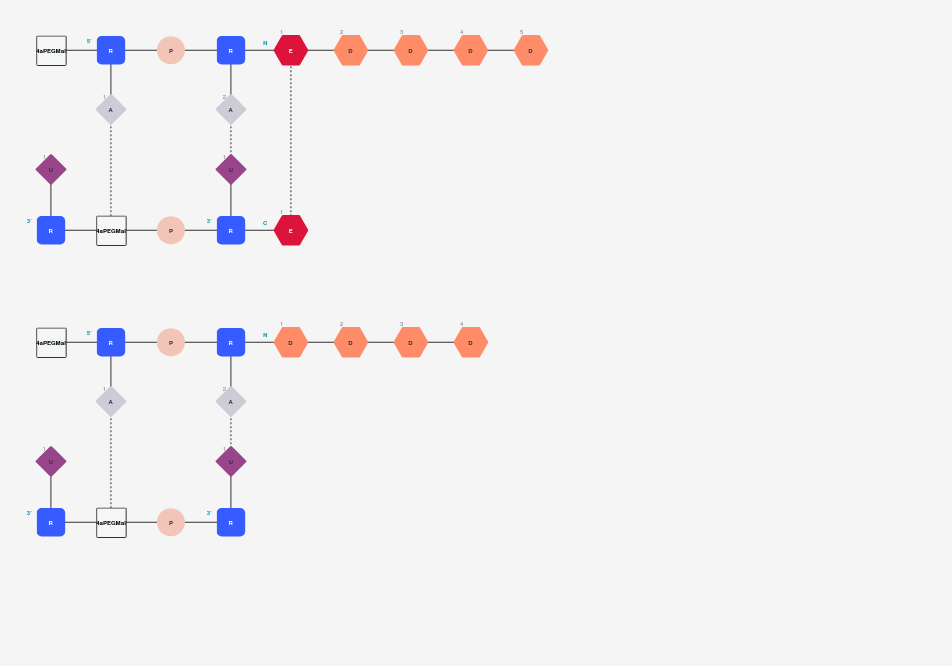 1 2 3 4 5
5' N
4aPEGMal R P R E D D D D
1 2
A A
1 1
U U
1
3' 3' C
R 4aPEGMal P R E
1 2 3 4
5' N
4aPEGMal R P R D D D D
1 2
A A
1 1
U U
3' 3'
R 4aPEGMal P R